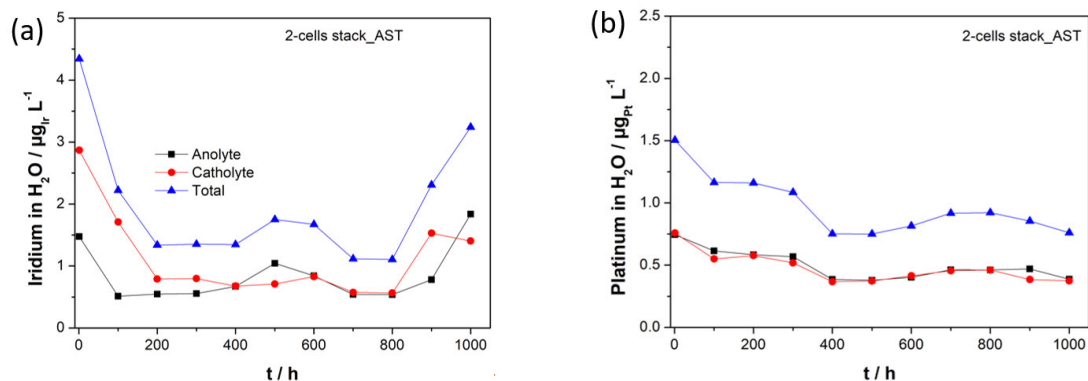 (a)
2-cells stack_AST
Iridium in H₂O / µg_Ir L⁻¹
5
4
3
2
1
0
Anolyte
Catholyte
Total
0 200 400 600 800 1000
t / h
(b)
2-cells stack_AST
Platinum in H₂O / µg_Pt L⁻¹
2.5
2.0
1.5
1.0
0.5
0.0
0 200 400 600 800 1000
t / h